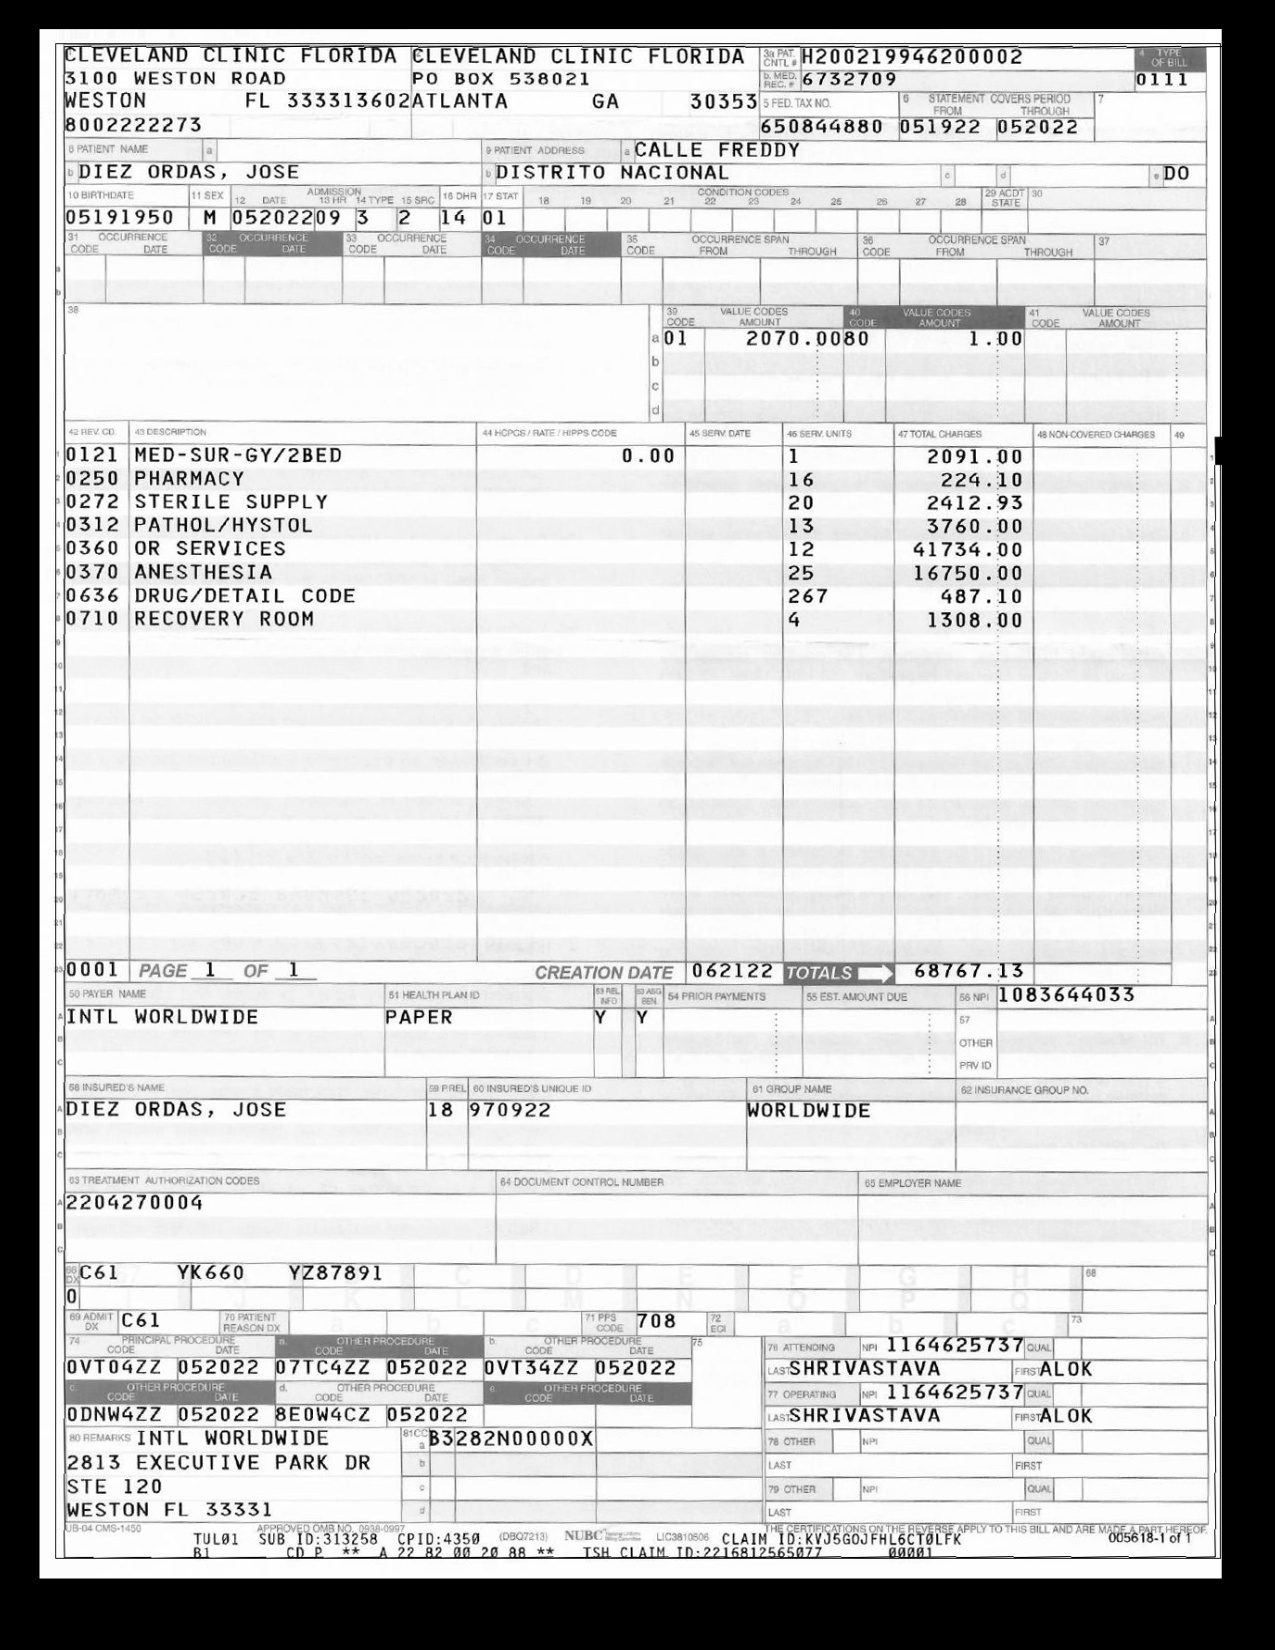 CLEVELAND CLINIC FLORIDA CLEVELAND CLINIC FLORIDA 3a PAT. CNTL # H200219946200002 4 TYPE OF BILL
3100 WESTON ROAD PO BOX 538021 b. MED. REC. # 6732709 0111
WESTON FL 333313602 ATLANTA GA 30353 5 FED. TAX NO. 6 STATEMENT COVERS PERIOD FROM THROUGH 7
8002222273 650844880 051922 052022
8 PATIENT NAME a 9 PATIENT ADDRESS a CALLE FREDDY
b DIEZ ORDAS, JOSE b DISTRITO NACIONAL c d e DO
10 BIRTHDATE 11 SEX ADMISSION 12 DATE 13 HR 14 TYPE 15 SRC 16 DHR 17 STAT CONDITION CODES 18 19 20 21 22 23 24 25 26 27 28 29 ACDT STATE 30
05191950 M 052022 09 3 2 14 01
31 OCCURRENCE CODE DATE 32 OCCURRENCE CODE DATE 33 OCCURRENCE CODE DATE 34 OCCURRENCE CODE DATE 35 CODE OCCURRENCE SPAN FROM THROUGH 36 CODE OCCURRENCE SPAN FROM THROUGH 37
a
b
38 39 CODE VALUE CODES AMOUNT 40 CODE VALUE CODES AMOUNT 41 CODE VALUE CODES AMOUNT
a 01 2070.00 80 1.00
b
c
d
42 REV. CD. 43 DESCRIPTION 44 HCPCS / RATE / HIPPS CODE 45 SERV. DATE 46 SERV. UNITS 47 TOTAL CHARGES 48 NON-COVERED CHARGES 49
0121 MED-SUR-GY/2BED 0.00 1 2091.00
0250 PHARMACY 16 224.10
0272 STERILE SUPPLY 20 2412.93
0312 PATHOL/HYSTOL 13 3760.00
0360 OR SERVICES 12 41734.00
0370 ANESTHESIA 25 16750.00
0636 DRUG/DETAIL CODE 267 487.10
0710 RECOVERY ROOM 4 1308.00
0001 PAGE 1 OF 1 CREATION DATE 062122 TOTALS 68767.13
50 PAYER NAME 51 HEALTH PLAN ID 52 REL. INFO 53 ASG. BEN. 54 PRIOR PAYMENTS 55 EST. AMOUNT DUE 56 NPI 1083644033
A INTL WORLDWIDE PAPER Y Y 57
B OTHER
C PRV ID
58 INSURED'S NAME 59 P.REL 60 INSURED'S UNIQUE ID 61 GROUP NAME 62 INSURANCE GROUP NO.
A DIEZ ORDAS, JOSE 18 970922 WORLDWIDE
B
C
63 TREATMENT AUTHORIZATION CODES 64 DOCUMENT CONTROL NUMBER 65 EMPLOYER NAME
A 2204270004
B
C
66 DX C61 YK660 YZ87891 C D E F G H 68
0
69 ADMIT DX C61 70 PATIENT REASON DX a b c 71 PPS CODE 708 72 ECI a b c 73
74 PRINCIPAL PROCEDURE CODE DATE a. OTHER PROCEDURE CODE DATE b. OTHER PROCEDURE CODE DATE 75 76 ATTENDING NPI 1164625737 QUAL
0VT04ZZ 052022 07TC4ZZ 052022 0VT34ZZ 052022 LAST SHRIVASTAVA FIRST ALOK
c. OTHER PROCEDURE CODE DATE d. OTHER PROCEDURE CODE DATE e. OTHER PROCEDURE CODE DATE 77 OPERATING NPI 1164625737 QUAL
0DNW4ZZ 052022 8E0W4CZ 052022 LAST SHRIVASTAVA FIRST ALOK
80 REMARKS INTL WORLDWIDE 81CC a B3 282N00000X 78 OTHER NPI QUAL
2813 EXECUTIVE PARK DR b LAST FIRST
STE 120 c 79 OTHER NPI QUAL
WESTON FL 33331 d LAST FIRST
UB-04 CMS-1450 APPROVED OMB NO. 0938-0997 THE CERTIFICATIONS ON THE REVERSE APPLY TO THIS BILL AND ARE MADE A PART HEREOF.
TUL01 SUB ID:313258 CPID:4350 (DBQ7213) NUBC LIC3810506 CLAIM ID:KVJ5GOJFHL6CT0LFK 005618-1 of 1
B1 CD P ** A 22 82 00 20 88 ** TSH CLAIM ID:2216812565077 00001